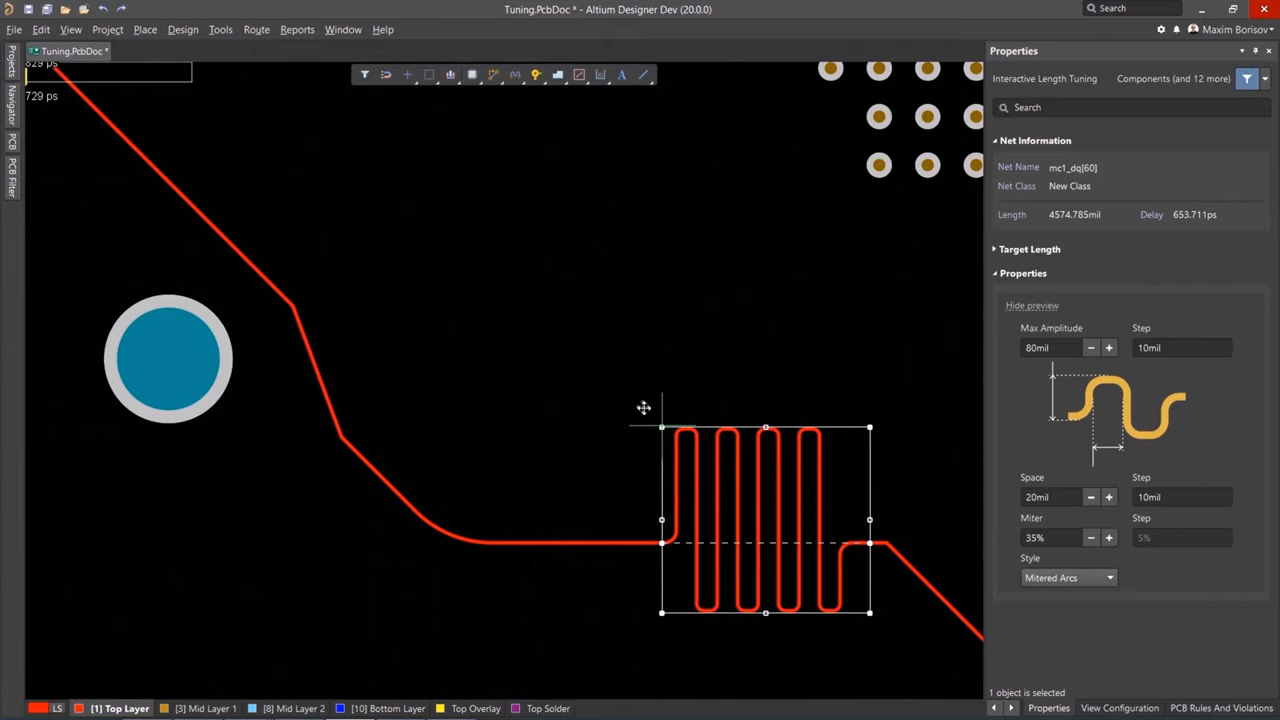 Tuning.PcbDoc * - Altium Designer Dev (20.0.0)
Search
File Edit View Project Place Design Tools Route Reports Window Help
Maxim Borisov
Tuning.PcbDoc *
Projects
Navigator
PCB
PCB Filter
829 ps
729 ps
Properties
Interactive Length Tuning
Components (and 12 more)
Search
Net Information
Net Name mc1_dq[60]
Net Class New Class
Length 4574.785mil Delay 653.711ps
Target Length
Properties
Hide preview
Max Amplitude Step
80mil 10mil
Space Step
20mil 10mil
Miter Step
35% 5%
Style
Mitered Arcs
1 object is selected
LS [1] Top Layer [3] Mid Layer 1 [8] Mid Layer 2 [10] Bottom Layer Top Overlay Top Solder
Properties View Configuration PCB Rules And Violations